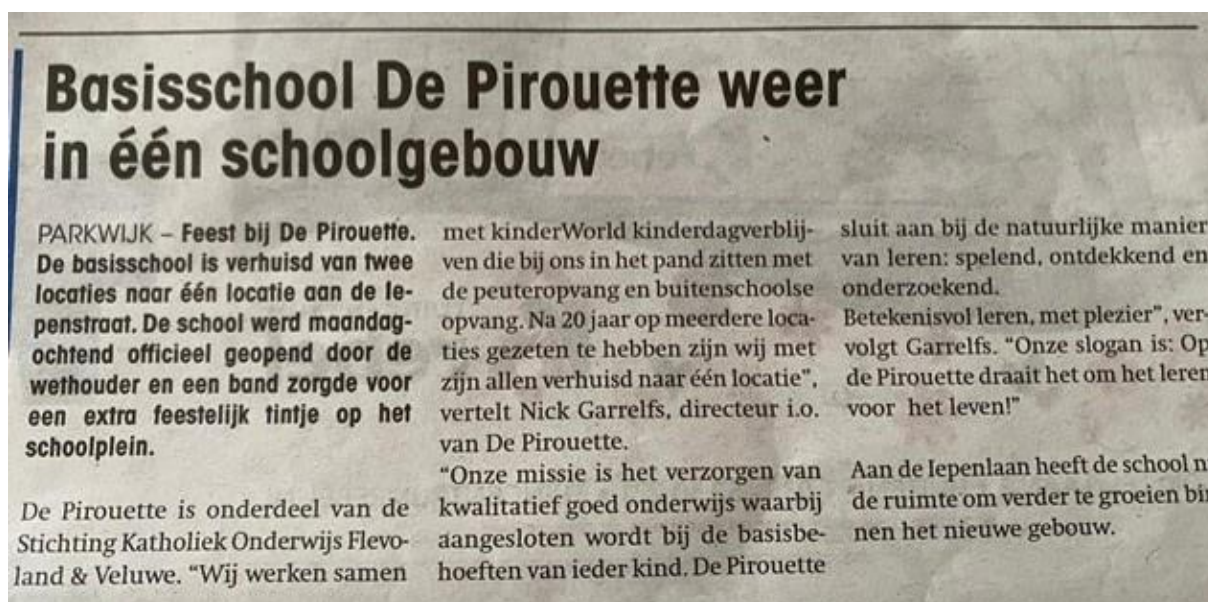 Basisschool De Pirouette weer
in één schoolgebouw
PARKWIJK – Feest bij De Pirouette.
De basisschool is verhuisd van twee
locaties naar één locatie aan de Ie-
penstraat. De school werd maandag-
ochtend officieel geopend door de
wethouder en een band zorgde voor
een extra feestelijk tintje op het
schoolplein.
De Pirouette is onderdeel van de
Stichting Katholiek Onderwijs Flevo-
land & Veluwe. “Wij werken samen
met kinderWorld kinderdagverblij-
ven die bij ons in het pand zitten met
de peuteropvang en buitenschoolse
opvang. Na 20 jaar op meerdere loca-
ties gezeten te hebben zijn wij met
zijn allen verhuisd naar één locatie”,
vertelt Nick Garrelfs, directeur i.o.
van De Pirouette.
“Onze missie is het verzorgen van
kwalitatief goed onderwijs waarbij
aangesloten wordt bij de basisbe-
hoeften van ieder kind. De Pirouette
sluit aan bij de natuurlijke manier
van leren: spelend, ontdekkend en
onderzoekend.
Betekenisvol leren, met plezier”, ver-
volgt Garrelfs. “Onze slogan is: Op
de Pirouette draait het om het leren
voor het leven!”
Aan de Iepenlaan heeft de school n
de ruimte om verder te groeien bin
nen het nieuwe gebouw.